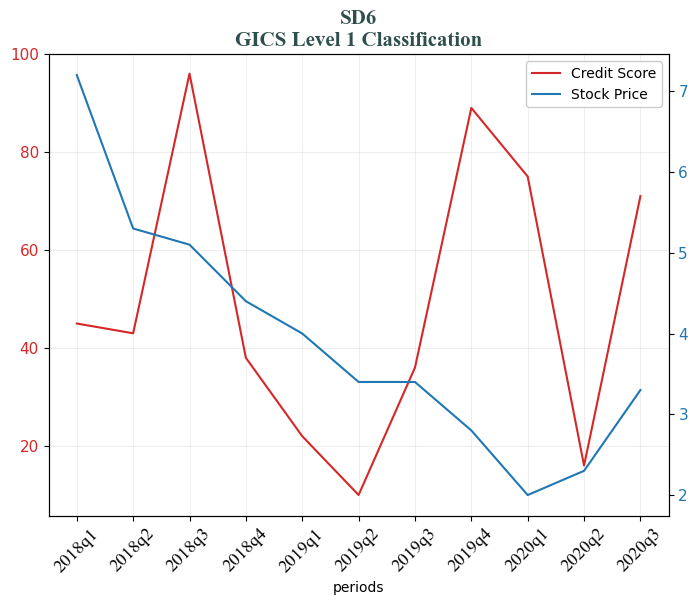 SD6
GICS Level 1 Classification
Credit Score
Stock Price
100
80
60
40
20
7
6
5
4
3
2
2018q1
2018q2
2018q3
2018q4
2019q1
2019q2
2019q3
2019q4
2020q1
2020q2
2020q3
periods